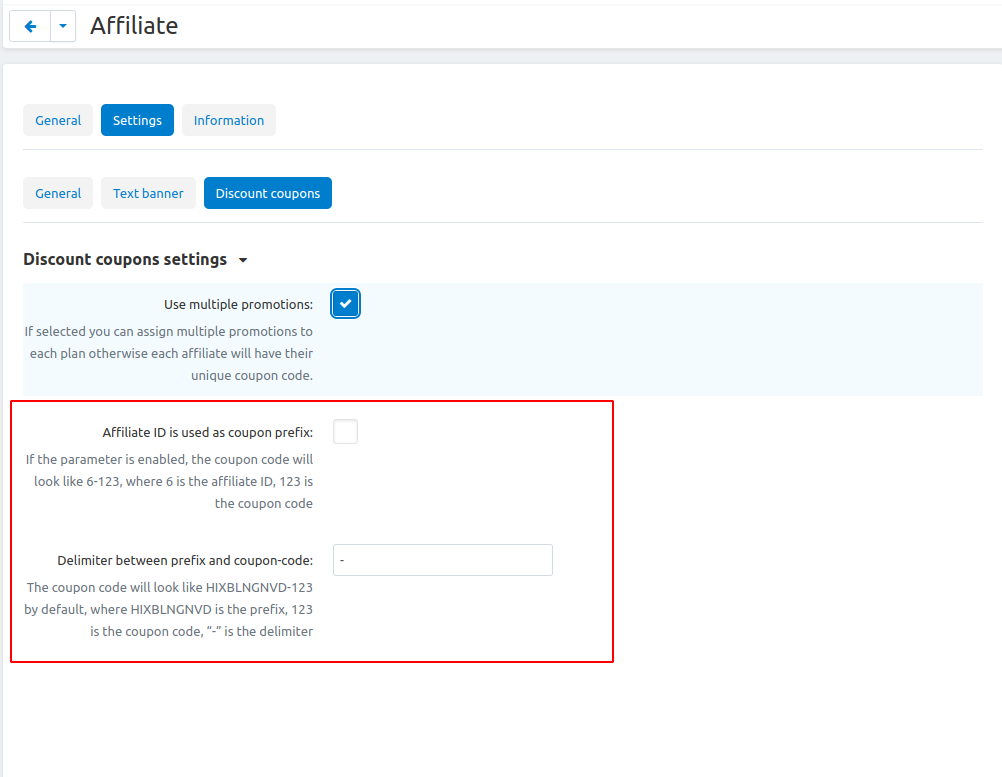 Affiliate
General
Settings
Information
General
Text banner
Discount coupons
Discount coupons settings
Use multiple promotions:
If selected you can assign multiple promotions to
each plan otherwise each affiliate will have their
unique coupon code.
Affiliate ID is used as coupon prefix:
If the parameter is enabled, the coupon code will
look like 6-123, where 6 is the affiliate ID, 123 is
the coupon code
Delimiter between prefix and coupon-code:
-
The coupon code will look like HIXBLNGNVD-123
by default, where HIXBLNGNVD is the prefix, 123
is the coupon code, “-” is the delimiter